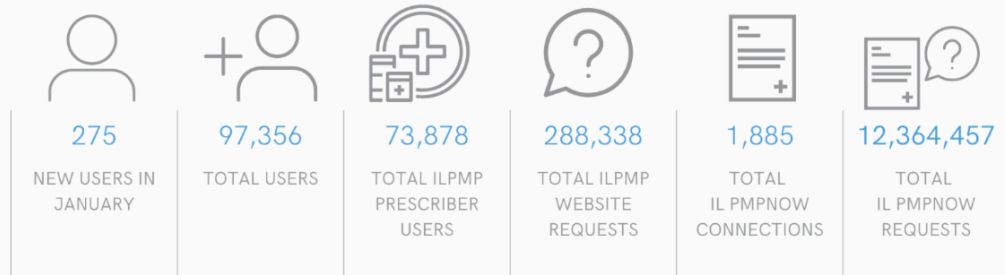 275
NEW USERS IN
JANUARY
97,356
TOTAL USERS
73,878
TOTAL ILPMP
PRESCRIBER
USERS
288,338
TOTAL ILPMP
WEBSITE
REQUESTS
1,885
TOTAL
IL PMPNOW
CONNECTIONS
12,364,457
TOTAL
IL PMPNOW
REQUESTS